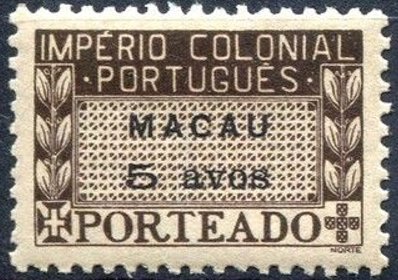 IMPÉRIO COLONIAL
· PORTUGUÊS ·
MACAU
5 avos
PORTEADO
NORTE